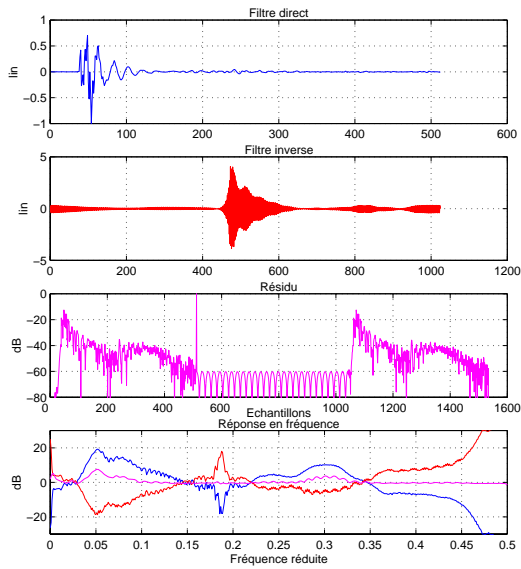 Filtre direct
1
0.5
0
−0.5
−1
lin
0 100 200 300 400 500 600
Filtre inverse
5
0
−5
lin
0 200 400 600 800 1000 1200
Résidu
0
−20
−40
−60
−80
dB
0 200 400 600 800 1000 1200 1400 1600
Echantillons
Réponse en fréquence
20
0
−20
dB
0 0.05 0.1 0.15 0.2 0.25 0.3 0.35 0.4 0.45 0.5
Fréquence réduite